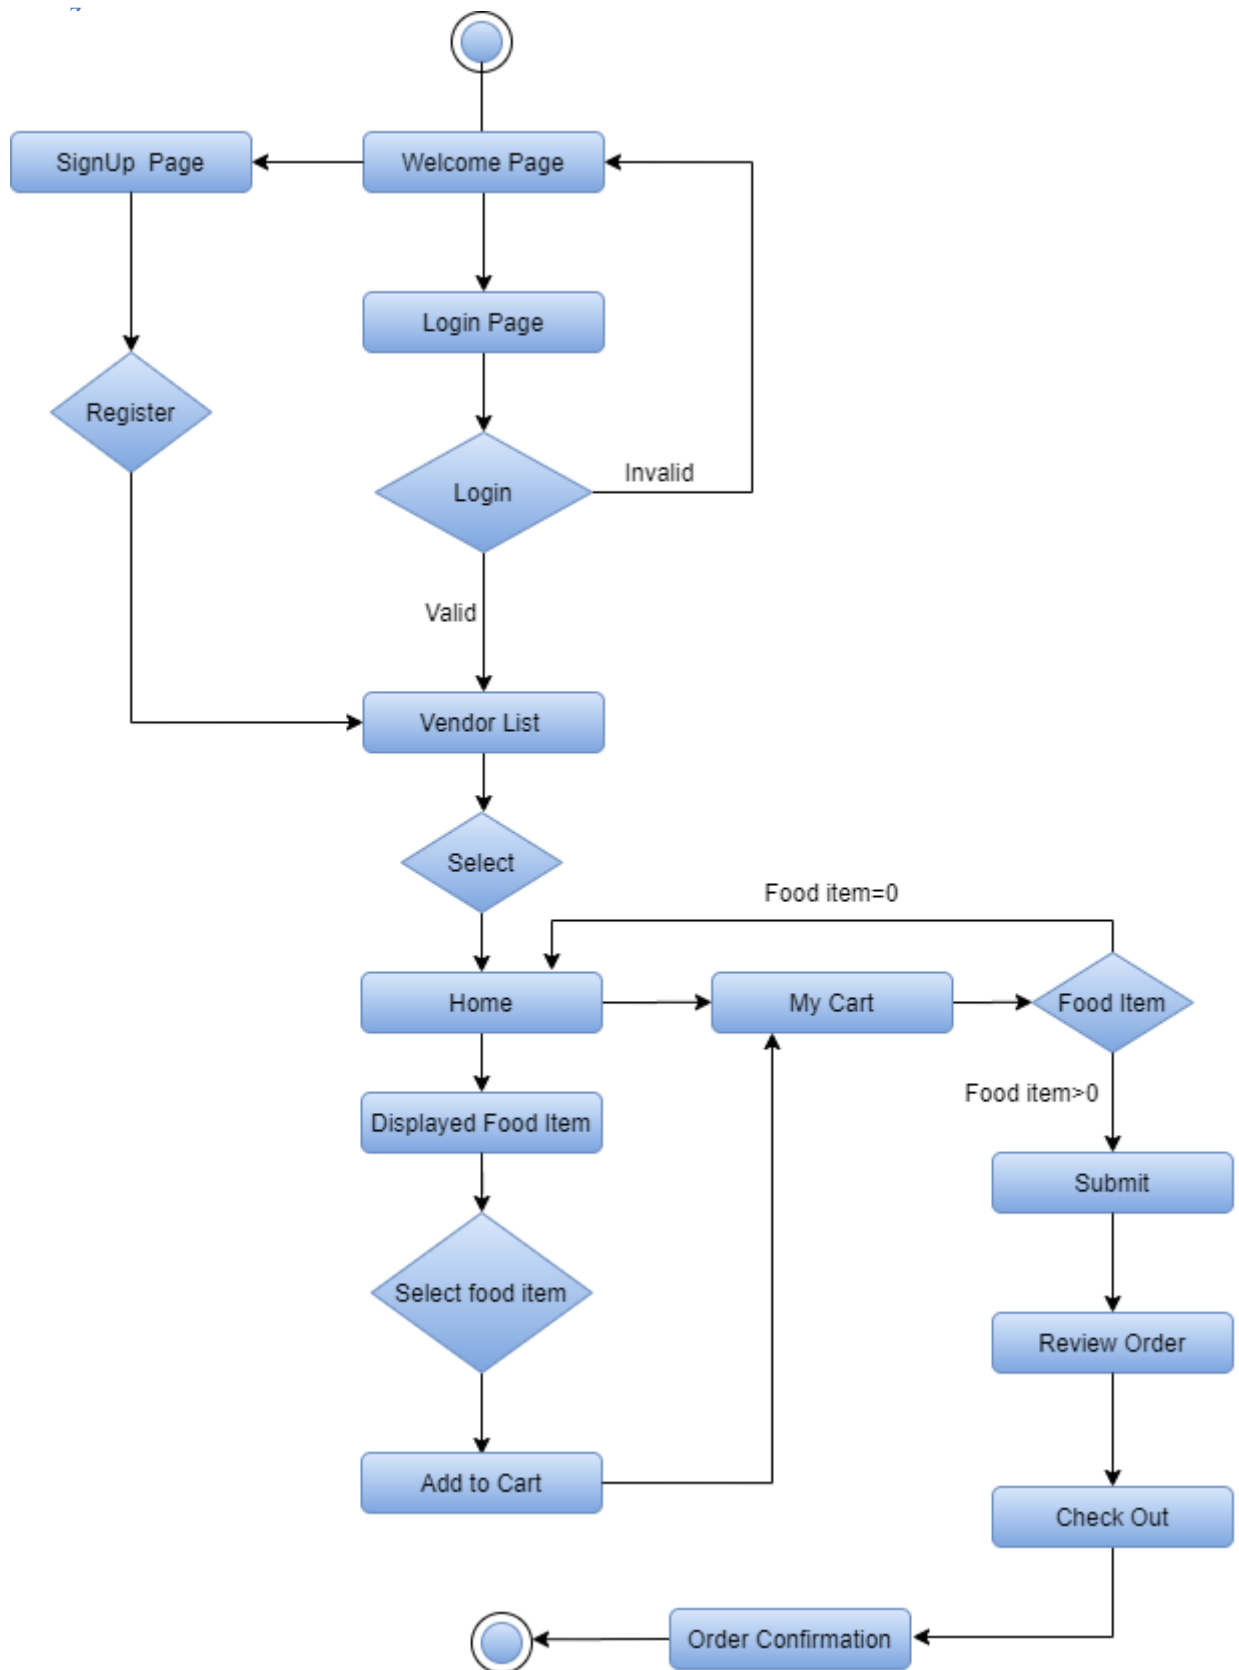 SignUp  Page
Welcome Page
Login Page
Register
Login
Invalid
Valid
Vendor List
Select
Food item=0
Home
My Cart
Food Item
Food item>0
Displayed Food Item
Submit
Select food item
Review Order
Add to Cart
Check Out
Order Confirmation